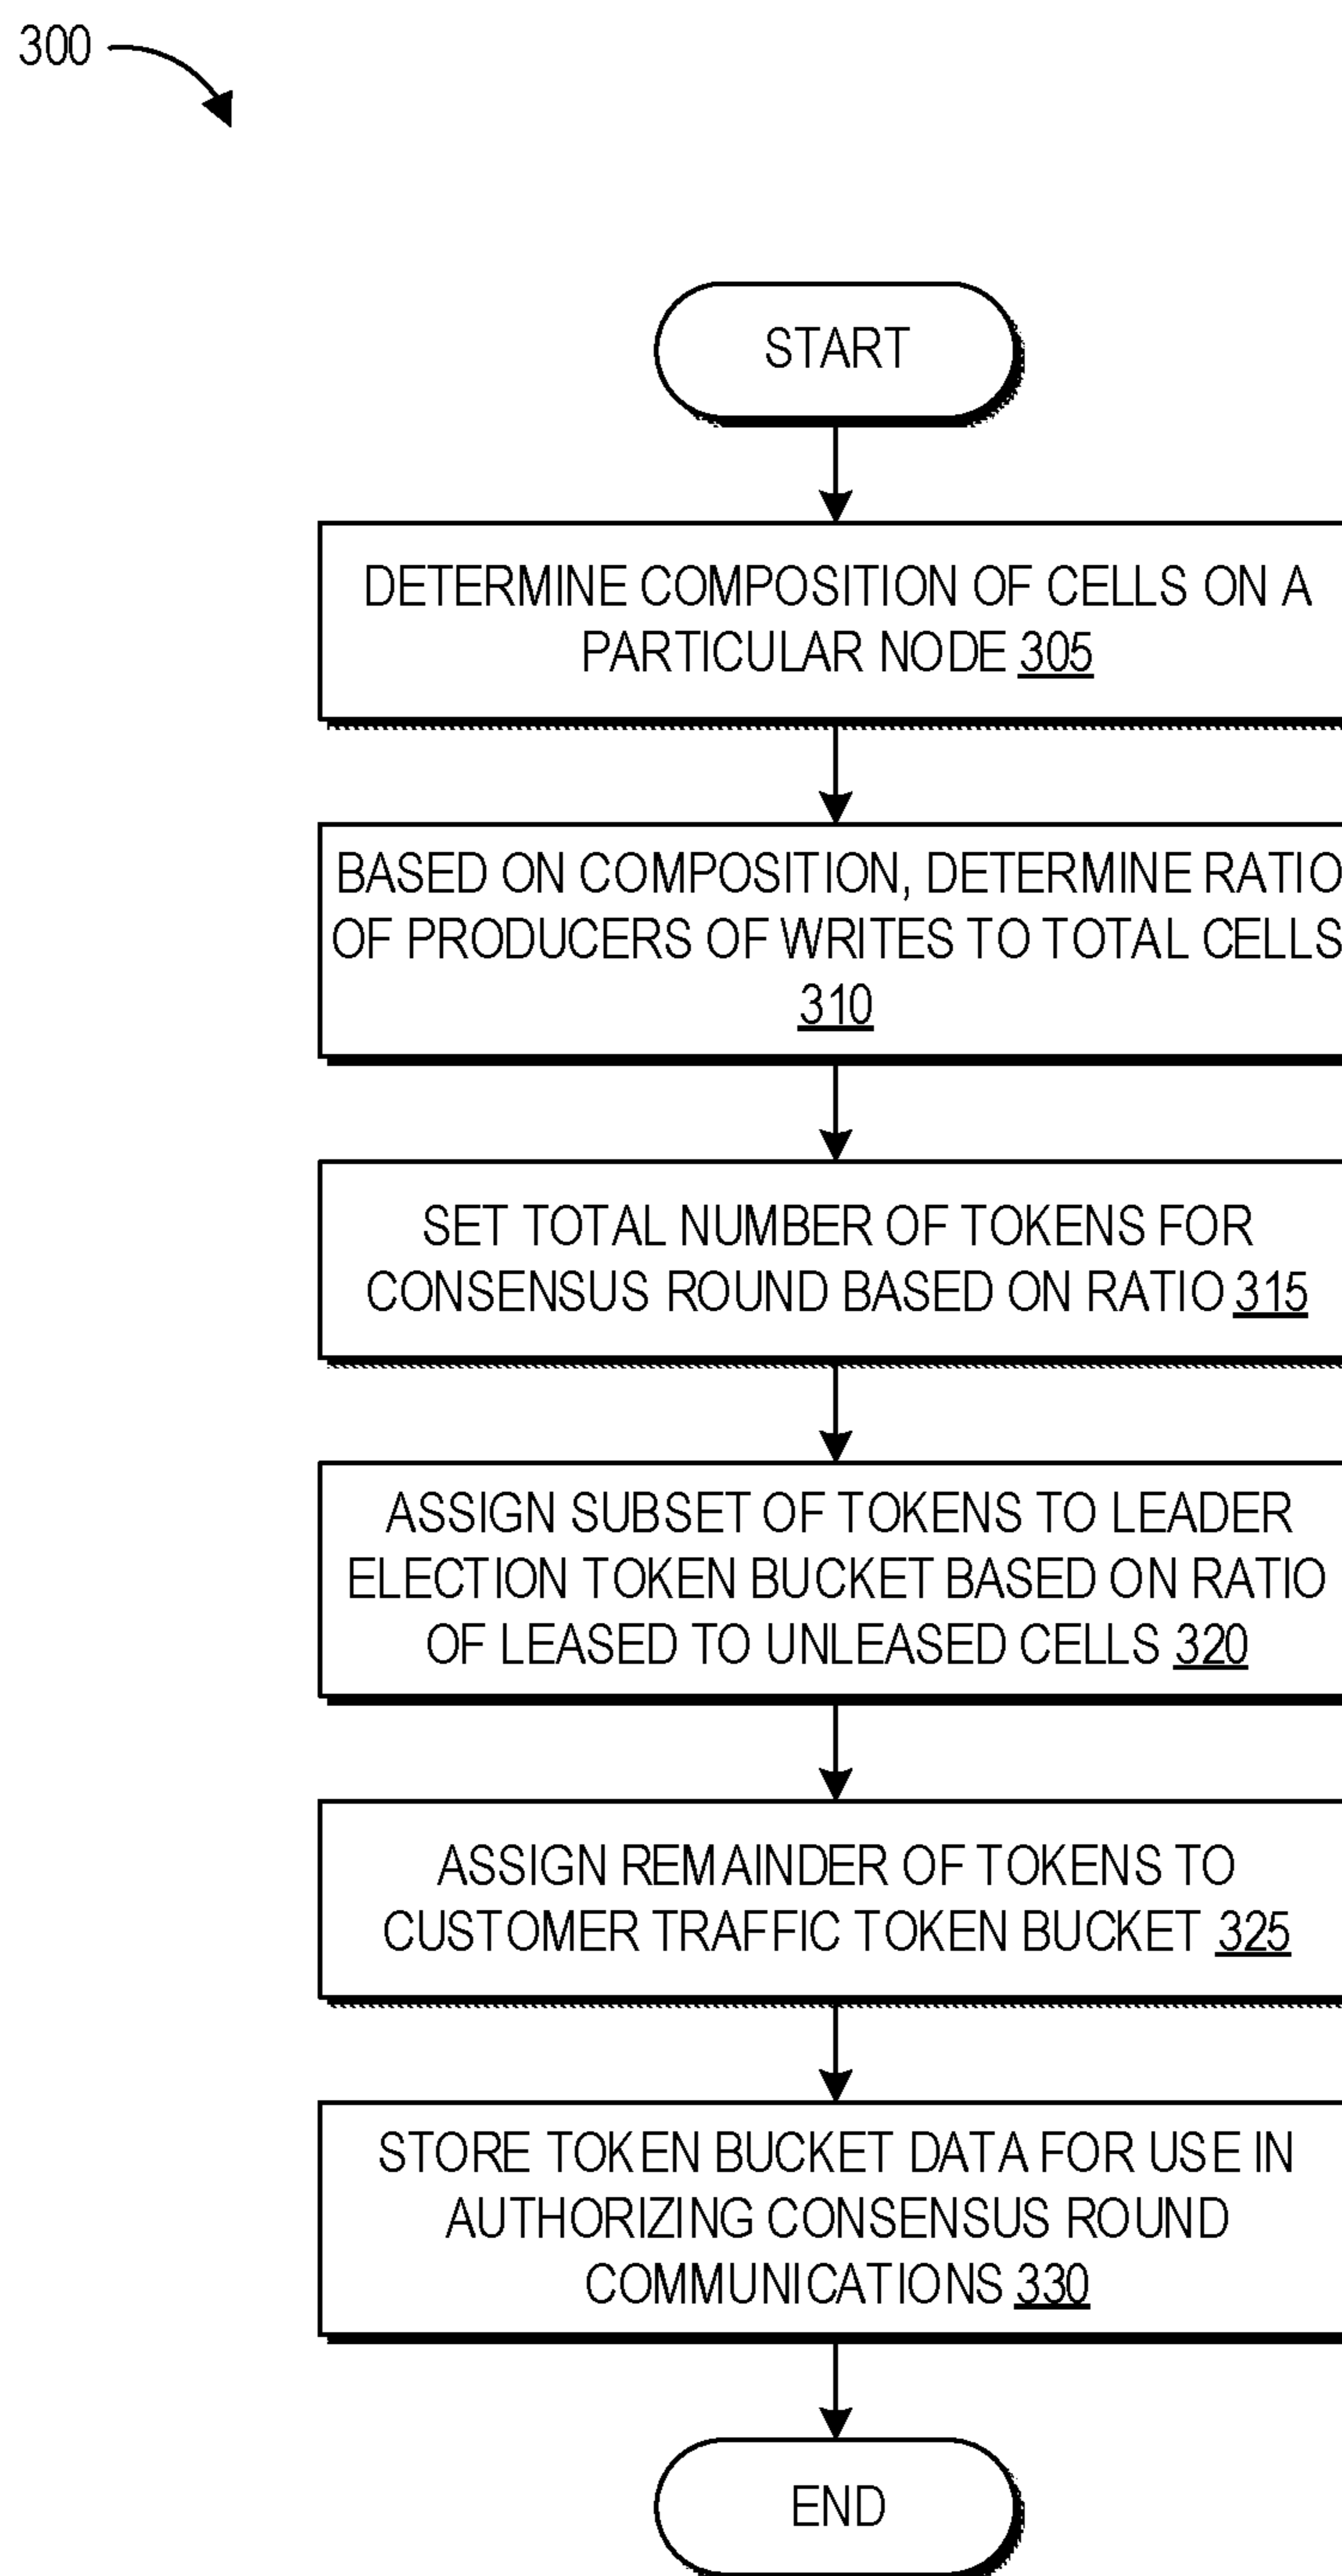 300
START
DETERMINE COMPOSITION OF CELLS ON A
PARTICULAR NODE 305
BASED ON COMPOSITION, DETERMINE RATIO
OF PRODUCERS OF WRITES TO TOTAL CELLS
310
SET TOTAL NUMBER OF TOKENS FOR
CONSENSUS ROUND BASED ON RATIO 315
ASSIGN SUBSET OF TOKENS TO LEADER
ELECTION TOKEN BUCKET BASED ON RATIO
OF LEASED TO UNLEASED CELLS 320
ASSIGN REMAINDER OF TOKENS TO
CUSTOMER TRAFFIC TOKEN BUCKET 325
STORE TOKEN BUCKET DATA FOR USE IN
AUTHORIZING CONSENSUS ROUND
COMMUNICATIONS 330
END